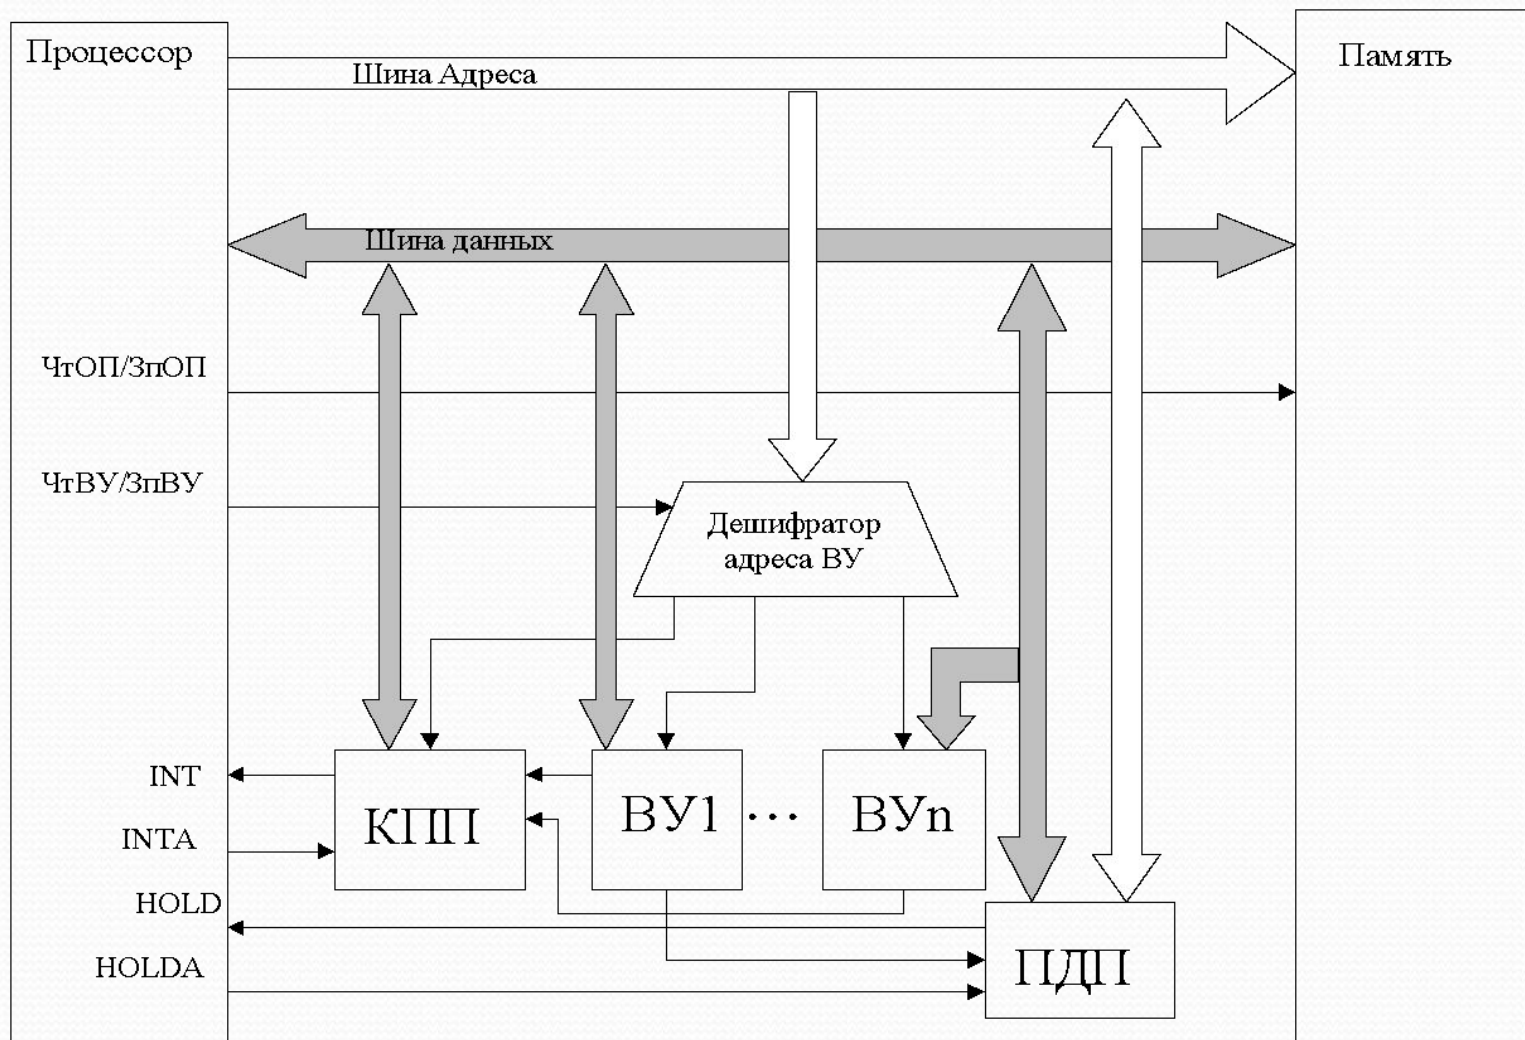 Процессор
Шина Адреса
Память
Шина данных
ЧтОП/ЗпОП
ЧтВУ/ЗпВУ
Дешифратор
адреса ВУ
INT
INTA
HOLD
HOLDA
КПП
ВУ1
...
ВУn
ПДП